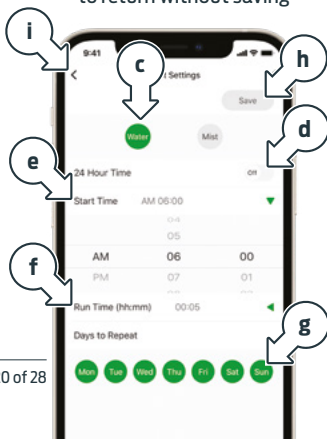 to return without saving
i
9:41
c
t Settings
h
Save
Water
Mist
d
24 Hour Time
Off
e
Start Time AM 06:00
04
05
AM 06 00
PM 07 01
f
Run Time (hh:mm) 00:05
Days to Repeat
g
0 of 28
Mon Tue Wed Thu Fri Sat Sun